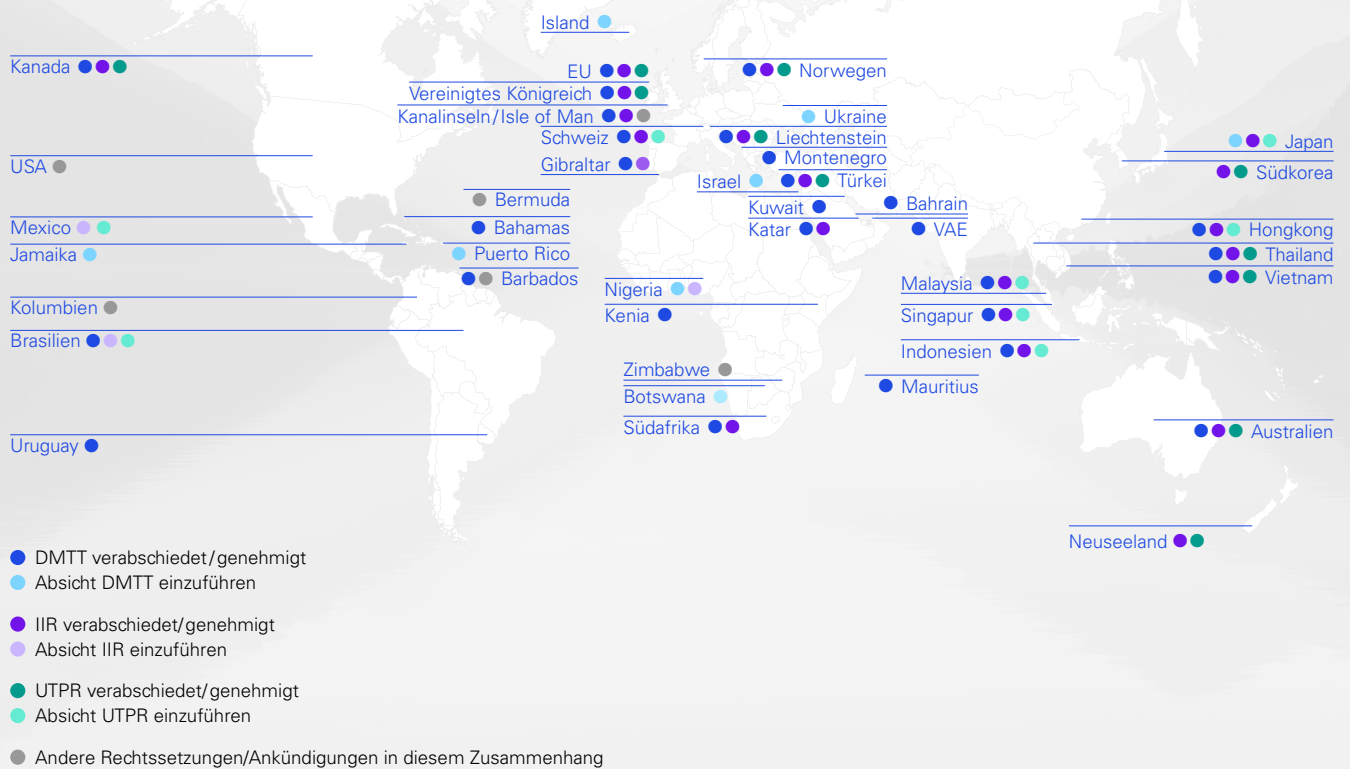 Island
Kanada
EU
Norwegen
Vereinigtes Königreich
Kanalinseln/Isle of Man
Ukraine
Schweiz
Liechtenstein
Japan
Gibraltar
Montenegro
USA
Südkorea
Israel
Türkei
Bermuda
Kuwait
Bahrain
Mexico
Bahamas
Katar
VAE
Hongkong
Jamaika
Puerto Rico
Thailand
Barbados
Vietnam
Nigeria
Malaysia
Kolumbien
Kenia
Singapur
Brasilien
Indonesien
Zimbabwe
Mauritius
Botswana
Südafrika
Australien
Uruguay
Neuseeland
DMTT verabschiedet/genehmigt
Absicht DMTT einzuführen
IIR verabschiedet/genehmigt
Absicht IIR einzuführen
UTPR verabschiedet/genehmigt
Absicht UTPR einzuführen
Andere Rechtssetzungen/Ankündigungen in diesem Zusammenhang